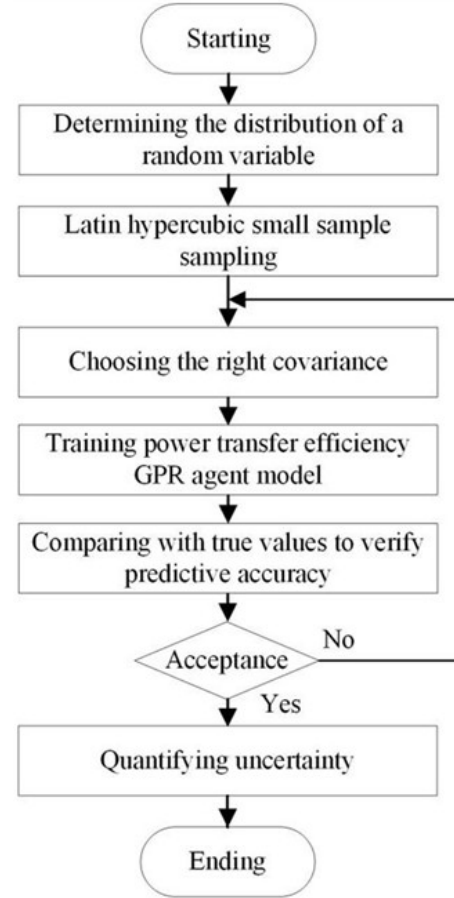 Starting
Determining the distribution of a
random variable
Latin hypercubic small sample
sampling
Choosing the right covariance
Training power transfer efficiency
GPR agent model
Comparing with true values to verify
predictive accuracy
Acceptance
No
Yes
Quantifying uncertainty
Ending